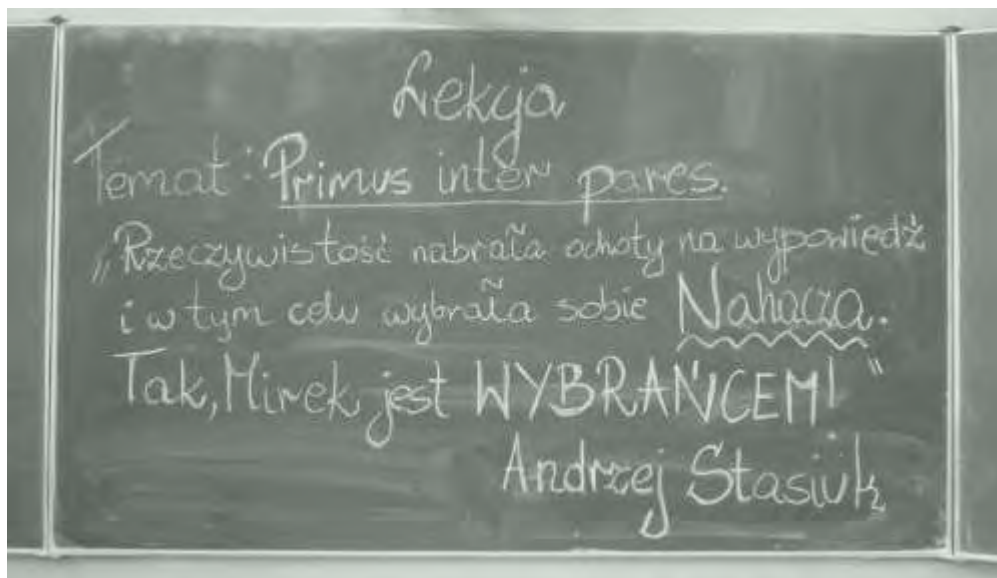 Lekcja
Temat: Primus inter pares.
„Rzeczywistość nabrała ochoty na wypowiedź
i w tym celu wybrała sobie Nahacza.
Tak, Mirek jest WYBRAŃCEM!”
Andrzej Stasiuk